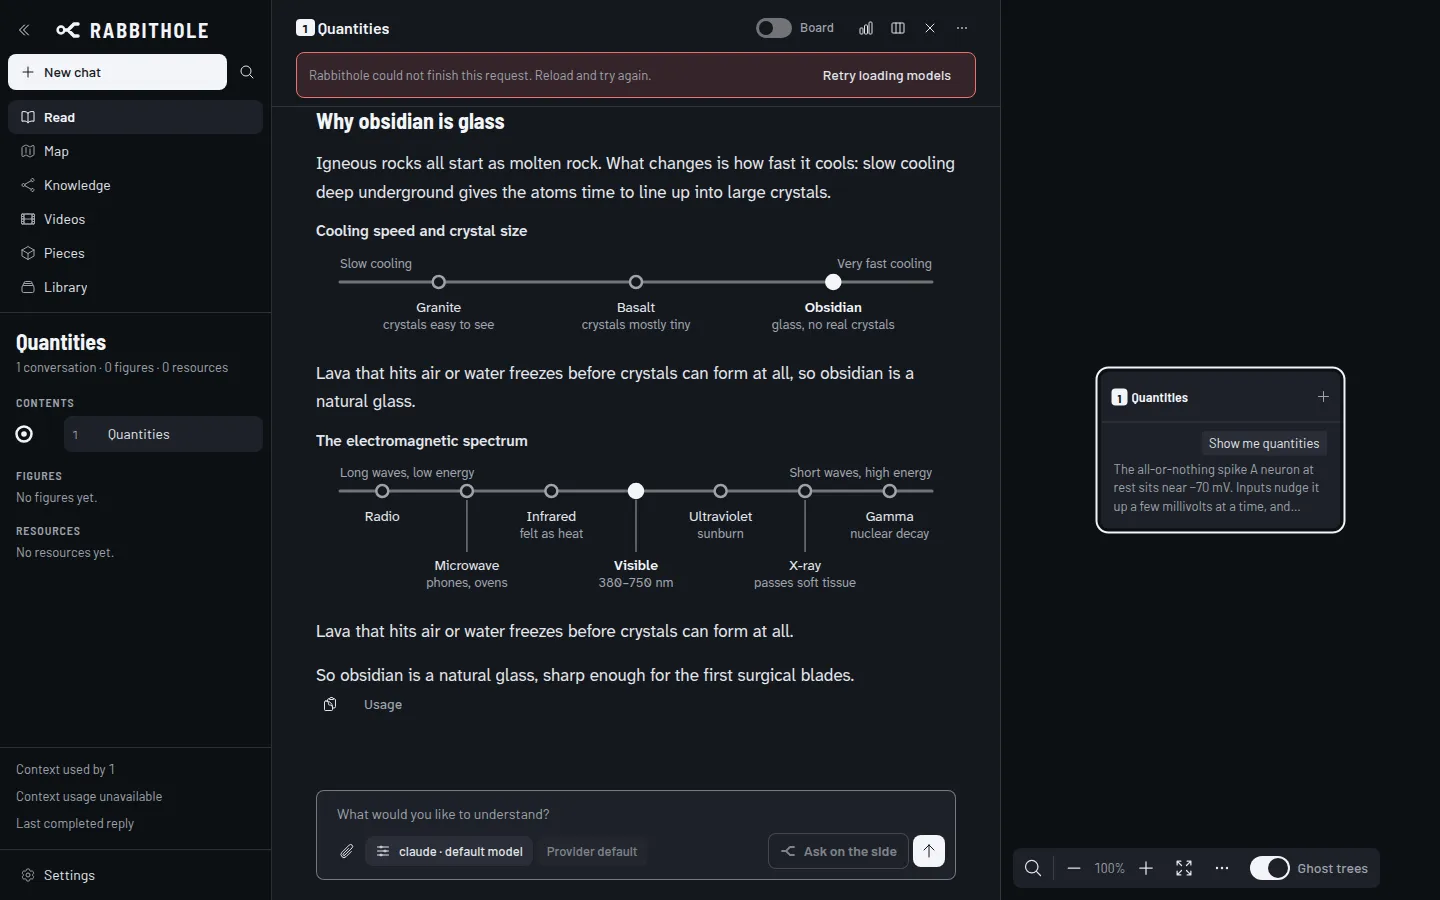 RABBITHOLE
New chat
Read
Map
Knowledge
Videos
Pieces
Library
Quantities
1 conversation · 0 figures · 0 resources
CONTENTS
1 Quantities
FIGURES
No figures yet.
RESOURCES
No resources yet.
Context used by 1
Context usage unavailable
Last completed reply
Settings
1 Quantities
Board
Rabbithole could not finish this request. Reload and try again.
Retry loading models
Why obsidian is glass
Igneous rocks all start as molten rock. What changes is how fast it cools: slow cooling
deep underground gives the atoms time to line up into large crystals.
Cooling speed and crystal size
Slow cooling
Very fast cooling
Granite
crystals easy to see
Basalt
crystals mostly tiny
Obsidian
glass, no real crystals
Lava that hits air or water freezes before crystals can form at all, so obsidian is a
natural glass.
The electromagnetic spectrum
Long waves, low energy
Short waves, high energy
Radio
Infrared
felt as heat
Ultraviolet
sunburn
Gamma
nuclear decay
Microwave
phones, ovens
Visible
380–750 nm
X-ray
passes soft tissue
Lava that hits air or water freezes before crystals can form at all.
So obsidian is a natural glass, sharp enough for the first surgical blades.
Usage
What would you like to understand?
claude · default model
Provider default
Ask on the side
1 Quantities
Show me quantities
The all-or-nothing spike A neuron at
rest sits near −70 mV. Inputs nudge it
up a few millivolts at a time, and…
100%
Ghost trees